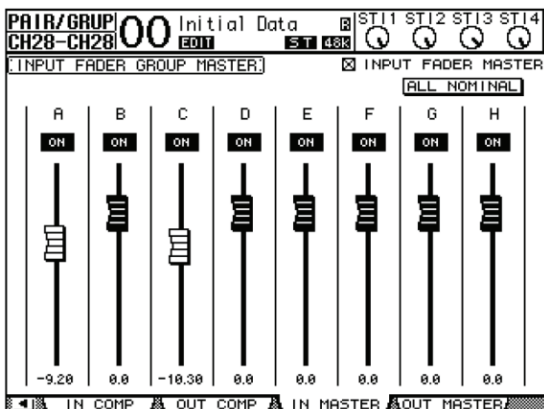 PAIR/GRUP 00 Initial Data R STI1 STI2 STI3 STI4
CH28-CH28 EDIT ST 48K
INPUT FADER GROUP MASTER INPUT FADER MASTER
ALL NOMINAL
A B C D E F G H
ON ON ON ON ON ON ON ON
-9.20 0.0 -10.30 0.0 0.0 0.0 0.0 0.0
IN COMP OUT COMP IN MASTER OUT MASTER